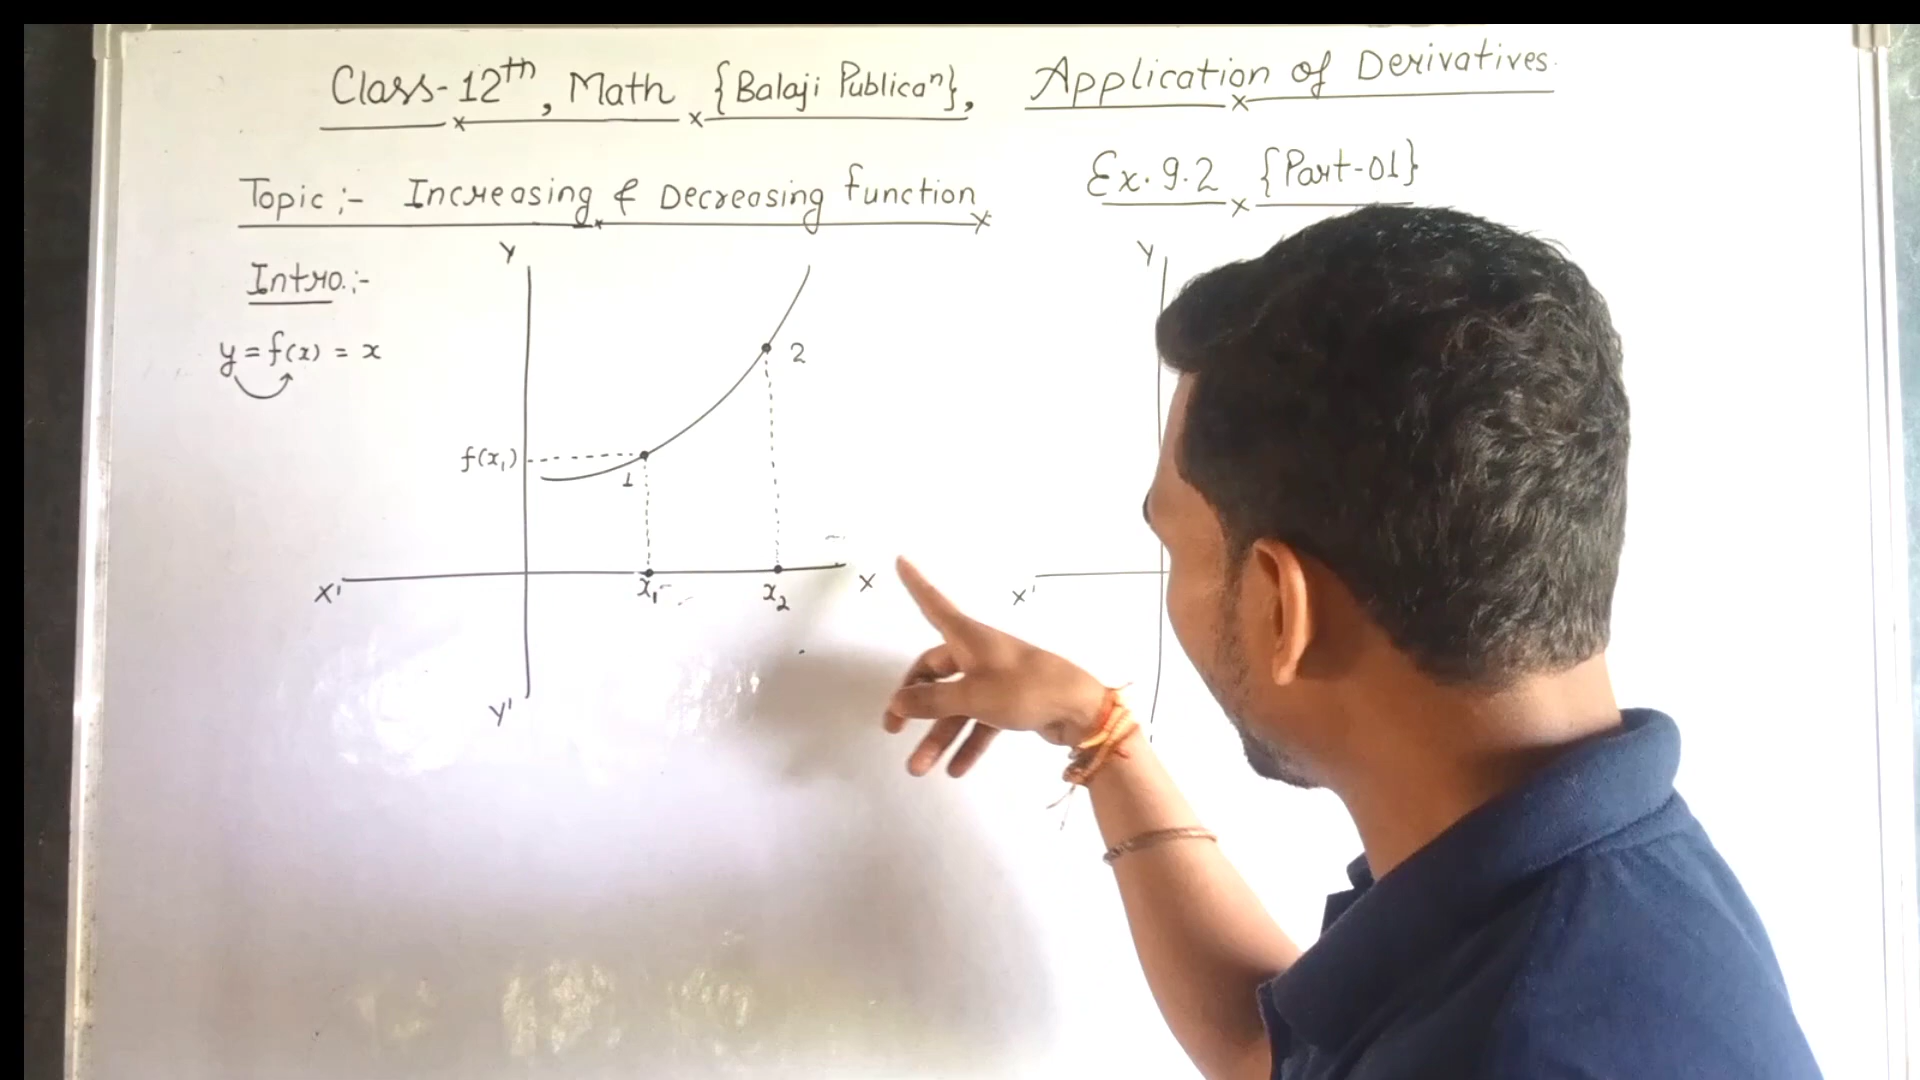 Class-12th, Math {Balaji Publicaⁿ}, Application of Derivatives.
Topic:- Increasing & Decreasing function
Ex. 9.2 {Part-01}
Intro.:-
y = f(x) = x
Y
2
f(x₁)
1
X'
x₁
x₂
X
Y'
Y
X'